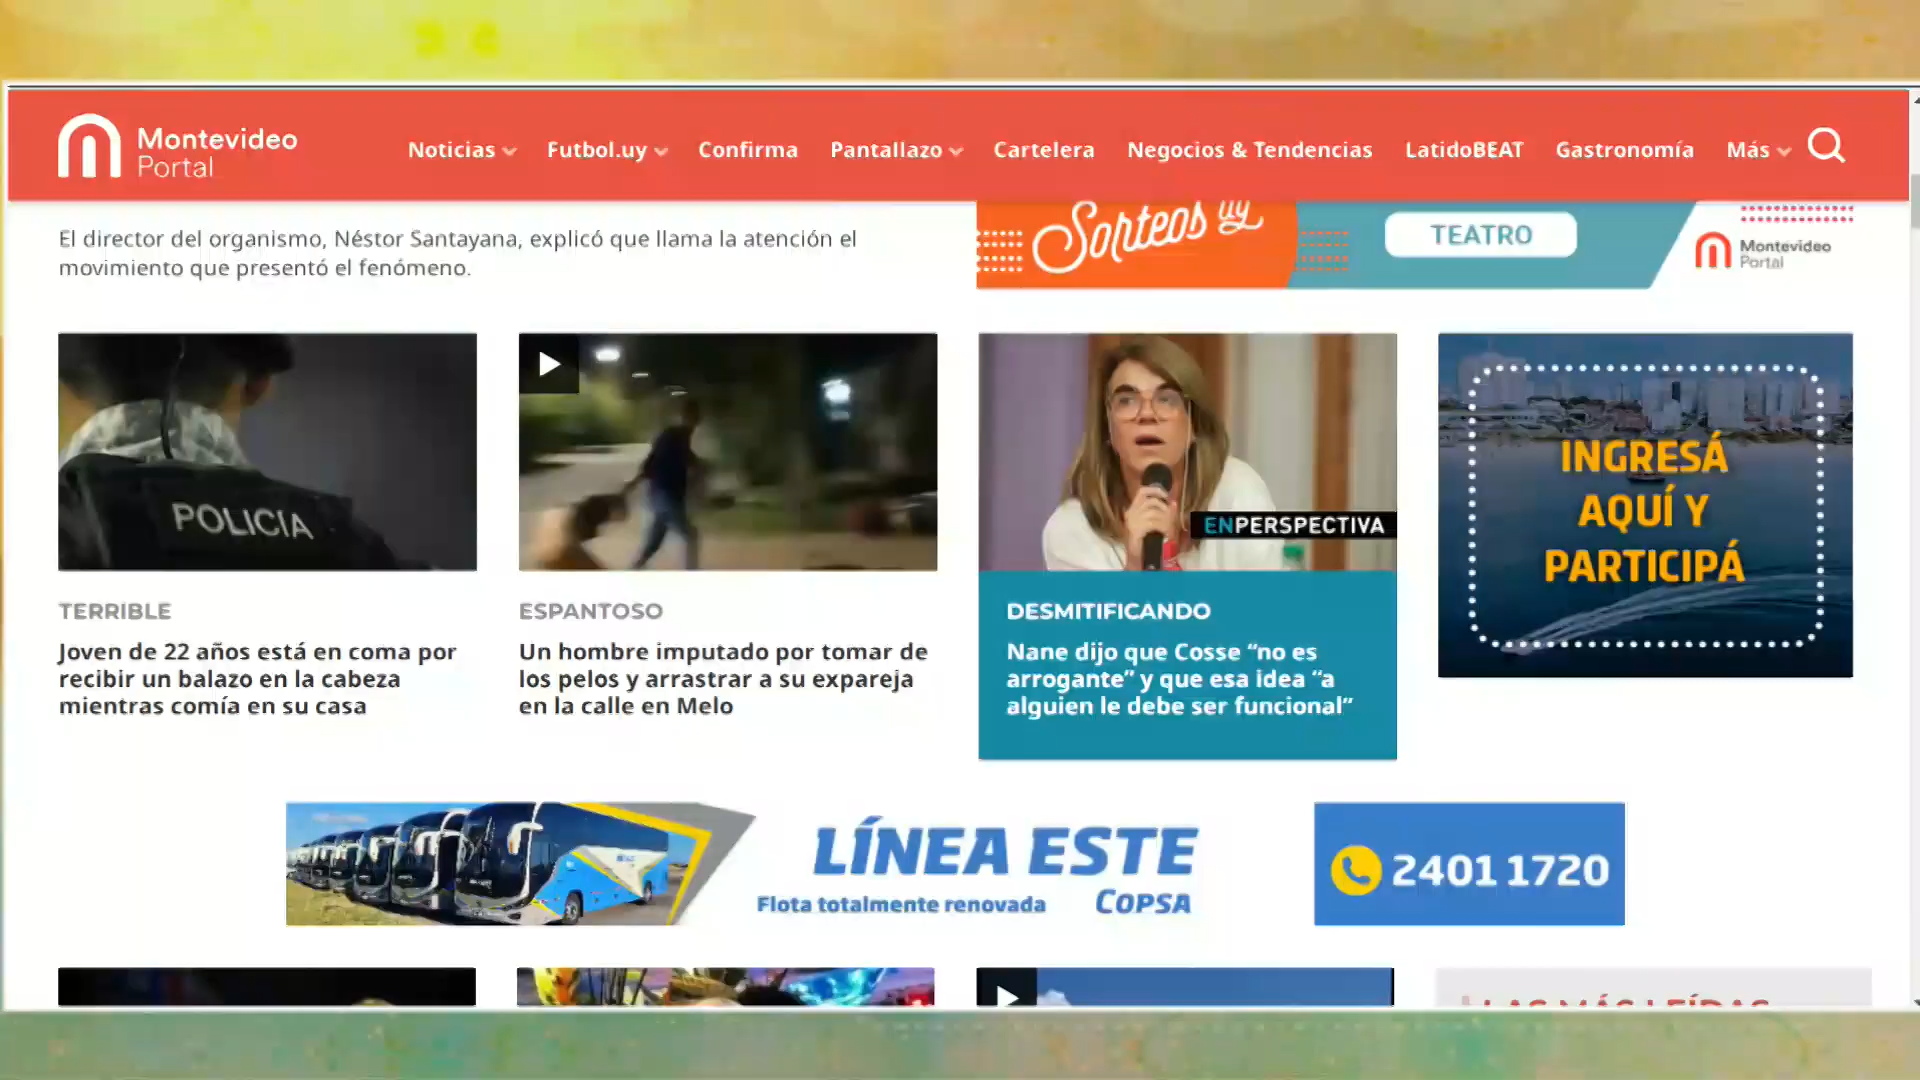 Montevideo
Portal
Noticias
Futbol.uy
Confirma
Pantallazo
Cartelera
Negocios & Tendencias
LatidoBEAT
Gastronomía
Más
El director del organismo, Néstor Santayana, explicó que llama la atención el
movimiento que presentó el fenómeno.
Sorteos uy
TEATRO
Montevideo
Portal
POLICÍA
TERRIBLE
Joven de 22 años está en coma por
recibir un balazo en la cabeza
mientras comía en su casa
ESPANTOSO
Un hombre imputado por tomar de
los pelos y arrastrar a su expareja
en la calle en Melo
ENPERSPECTIVA
DESMITIFICANDO
Nane dijo que Cosse “no es
arrogante” y que esa idea “a
alguien le debe ser funcional”
INGRESÁ
AQUÍ Y
PARTICIPÁ
LÍNEA ESTE
Flota totalmente renovada
COPSA
2401 1720
LAS MÁS LEÍDAS